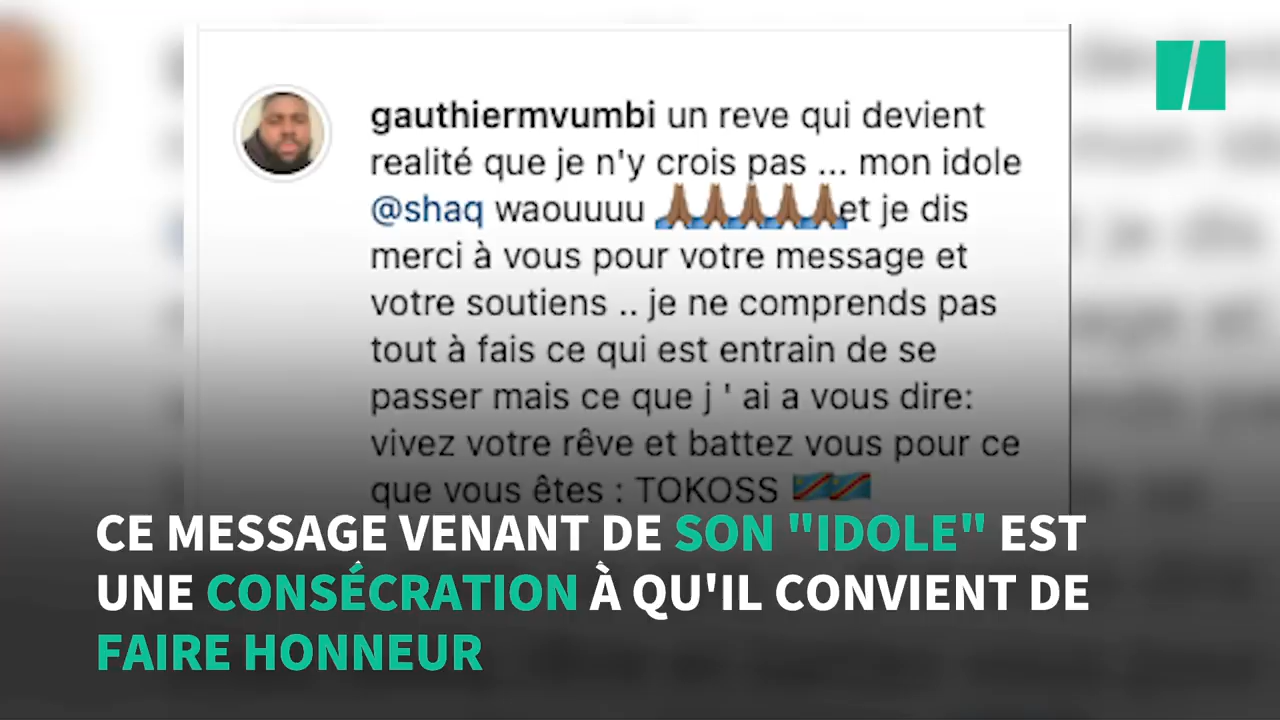 gauthiermvumbi un reve qui devient
realité que je n'y crois pas ... mon idole
@shaq waouuuu 🙏🏾🙏🏾🙏🏾🙏🏾🙏🏾et je dis
merci à vous pour votre message et
votre soutiens .. je ne comprends pas
tout à fais ce qui est entrain de se
passer mais ce que j ' ai a vous dire:
vivez votre rêve et battez vous pour ce
que vous êtes : TOKOSS 🇨🇩🇨🇩
CE MESSAGE VENANT DE SON "IDOLE" EST
UNE CONSÉCRATION À QU'IL CONVIENT DE
FAIRE HONNEUR